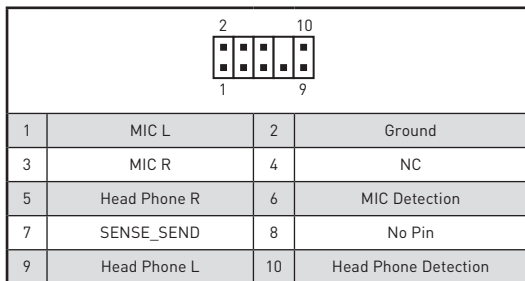 2 10
1 9
1 MIC L 2 Ground
3 MIC R 4 NC
5 Head Phone R 6 MIC Detection
7 SENSE_SEND 8 No Pin
9 Head Phone L 10 Head Phone Detection